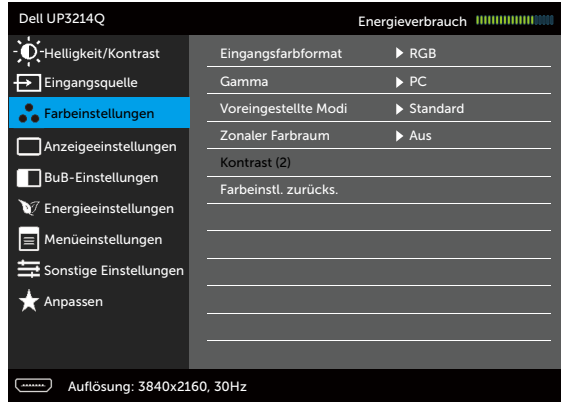 Dell UP3214Q Energieverbrauch
Helligkeit/Kontrast
Eingangsquelle
Farbeinstellungen
Anzeigeeinstellungen
BuB-Einstellungen
Energieeinstellungen
Menüeinstellungen
Sonstige Einstellungen
Anpassen
Eingangsfarbformat RGB
Gamma PC
Voreingestellte Modi Standard
Zonaler Farbraum Aus
Kontrast (2)
Farbeinstl. zurücks.
Auflösung: 3840x2160, 30Hz